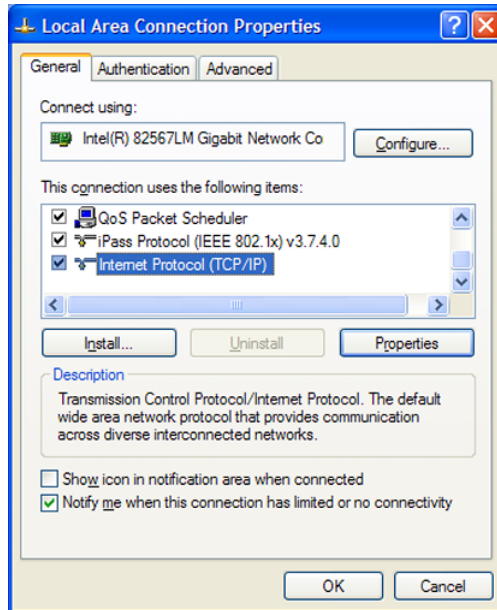 Local Area Connection Properties
General Authentication Advanced
Connect using:
Intel(R) 82567LM Gigabit Network Co
Configure...
This connection uses the following items:
QoS Packet Scheduler
iPass Protocol (IEEE 802.1x) v3.7.4.0
Internet Protocol (TCP/IP)
Install... Uninstall Properties
Description
Transmission Control Protocol/Internet Protocol. The default
wide area network protocol that provides communication
across diverse interconnected networks.
Show icon in notification area when connected
Notify me when this connection has limited or no connectivity
OK Cancel